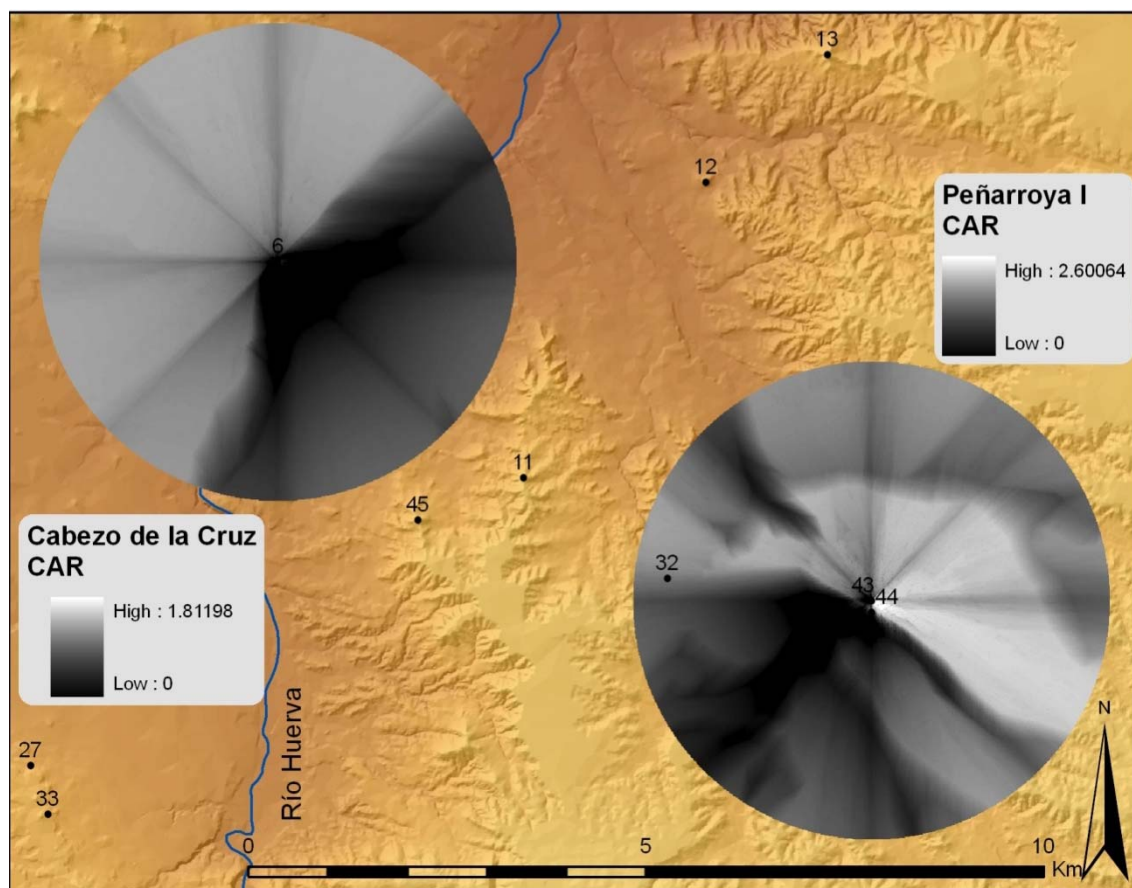 13
12
6
Peñarroya I
CAR
High : 2.60064
Low : 0
11
45
32
43
44
Cabezo de la Cruz
CAR
High : 1.81198
Low : 0
27
33
Río Huerva
N
0
5
10
Km